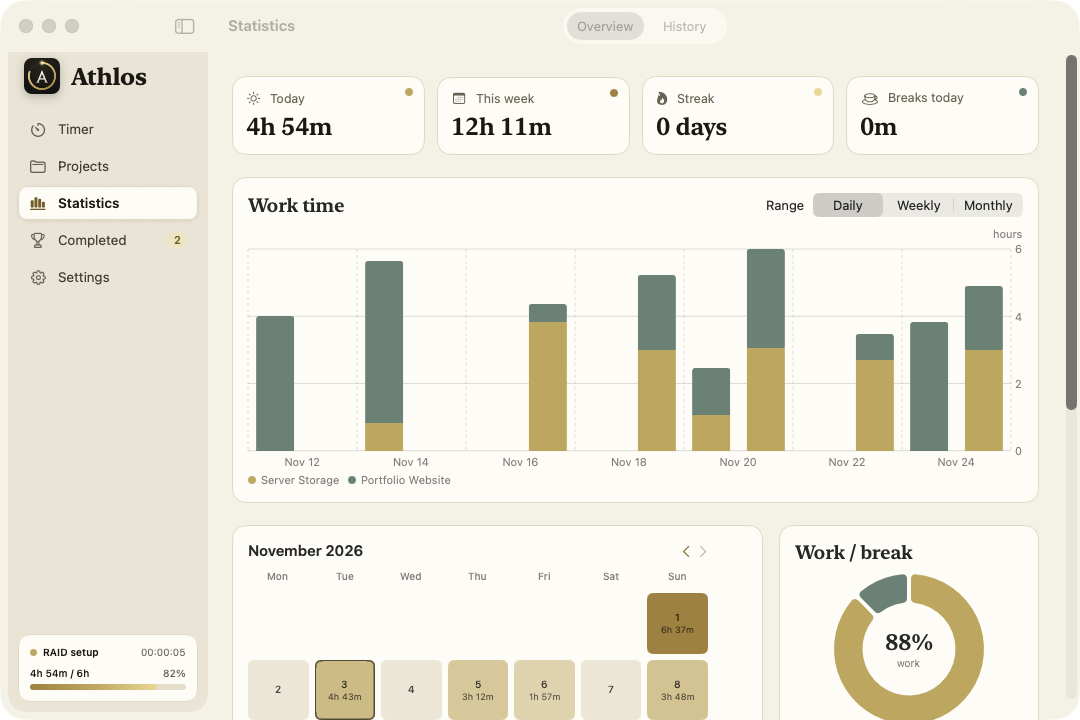 Statistics
Overview
History
A
Athlos
Timer
Projects
Statistics
Completed
2
Settings
Today
4h 54m
This week
12h 11m
Streak
0 days
Breaks today
0m
Work time
Range
Daily
Weekly
Monthly
hours
6
4
2
0
Nov 12
Nov 14
Nov 16
Nov 18
Nov 20
Nov 22
Nov 24
Server Storage
Portfolio Website
November 2026
Mon
Tue
Wed
Thu
Fri
Sat
Sun
1
6h 37m
2
3
4h 43m
4
5
3h 12m
6
1h 57m
7
8
3h 48m
Work / break
88%
work
RAID setup
00:00:05
4h 54m / 6h
82%